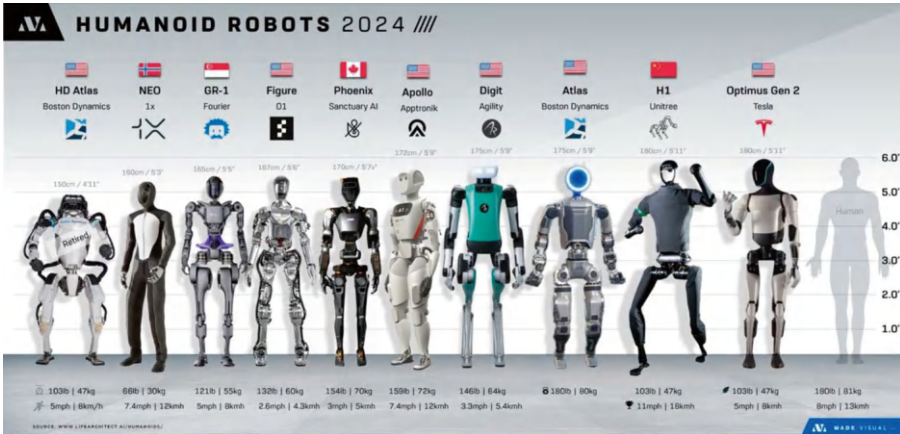 HUMANOID ROBOTS 2024 ////
HD Atlas
Boston Dynamics
NEO
1x
GR-1
Fourier
Figure
01
Phoenix
Sanctuary AI
Apollo
Apptronik
Digit
Agility
Atlas
Boston Dynamics
H1
Unitree
Optimus Gen 2
Tesla
150cm / 4'11"
160cm / 5'3"
165cm / 5'5"
167cm / 5'6"
170cm / 5'7"
172cm / 5'8"
175cm / 5'9"
175cm / 5'9"
180cm / 5'11"
180cm / 5'11"
6.0'
5.0'
4.0'
3.0'
2.0'
1.0'
Retired
Human
103lb | 47kg
5mph | 8km/h
66lb | 30kg
7.4mph | 12kmh
121lb | 55kg
5mph | 8kmh
132lb | 60kg
2.6mph | 4.3kmh
154lb | 70kg
3mph | 5kmh
159lb | 72kg
7.4mph | 12kmh
146lb | 64kg
3.3mph | 5.4kmh
180lb | 80kg
103lb | 47kg
11mph | 18kmh
103lb | 47kg
5mph | 8kmh
180lb | 81kg
8mph | 13kmh
SOURCE: WWW.LIFEARCHITECT.AI/HUMANOIDS/
MADE VISUAL